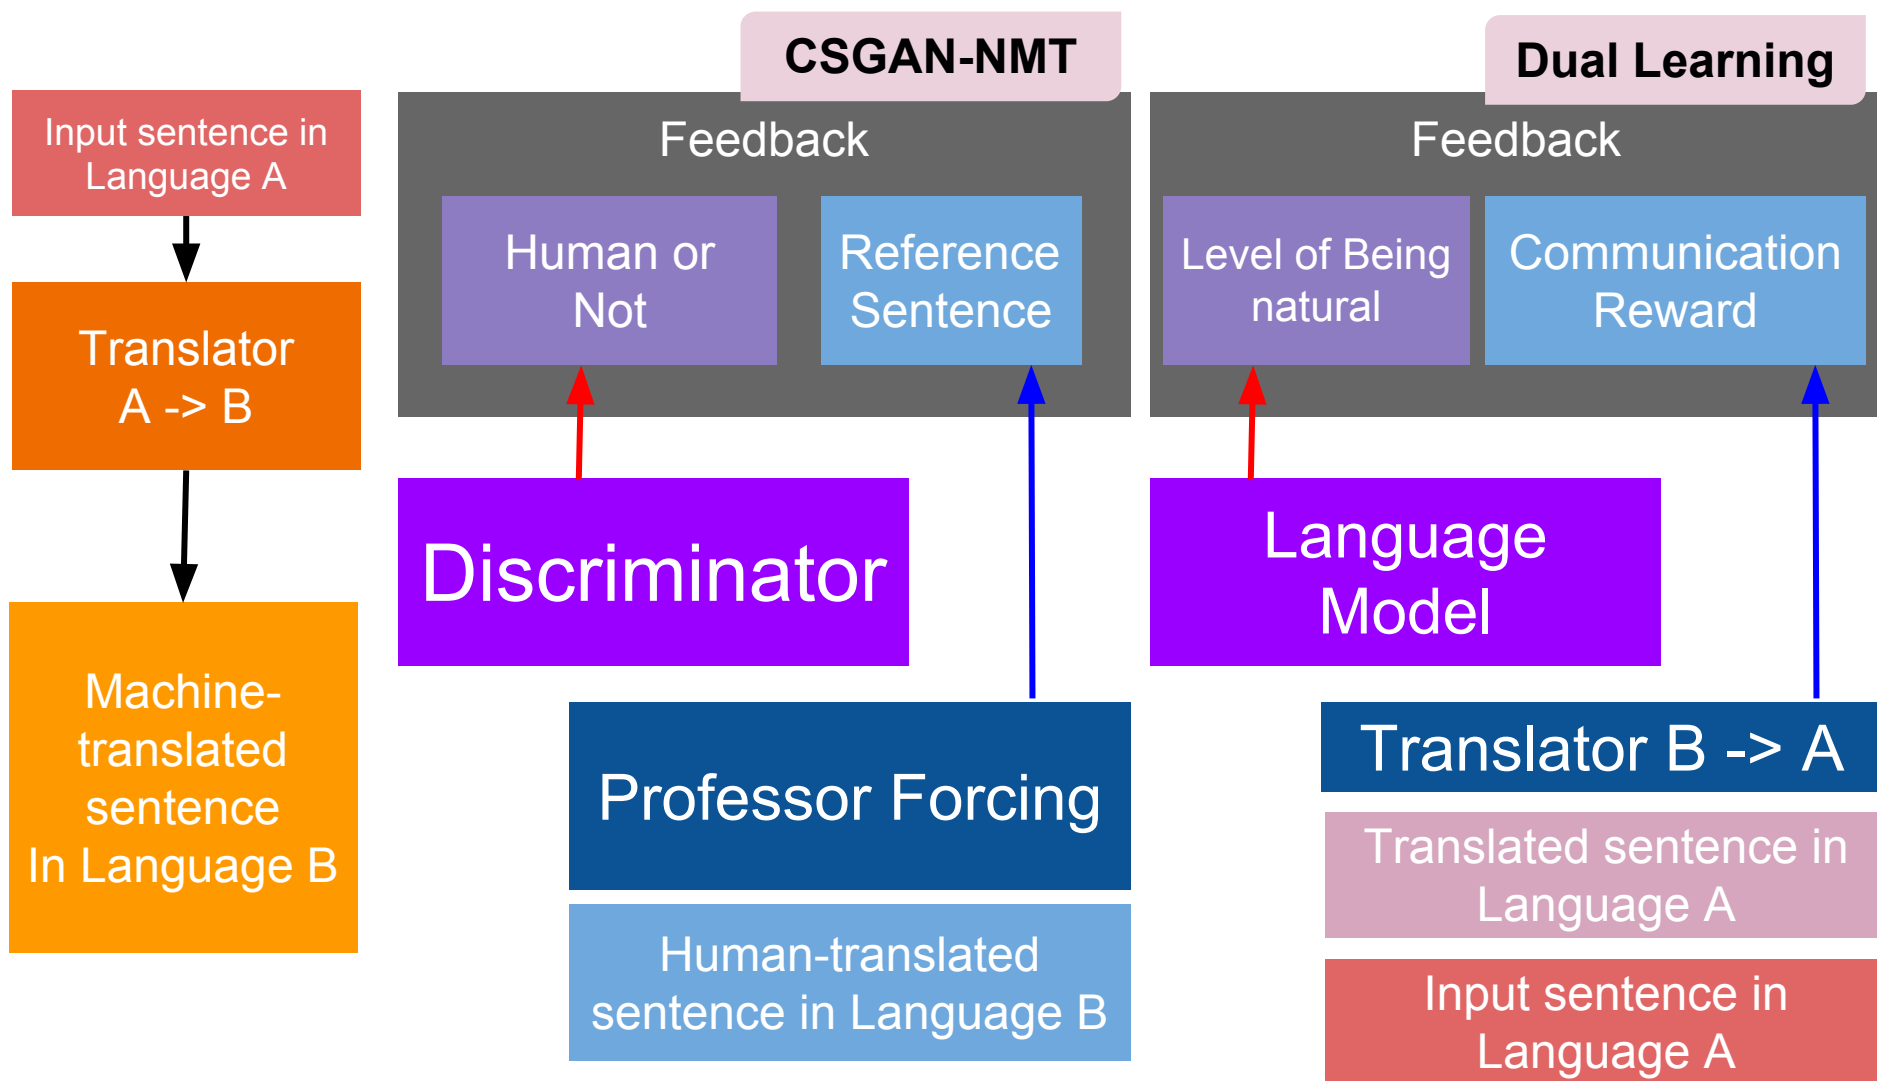 Input sentence in
Language A
Translator
A -> B
Machine-
translated
sentence
In Language B
CSGAN-NMT
Feedback
Human or
Not
Reference
Sentence
Discriminator
Professor Forcing
Human-translated
sentence in Language B
Dual Learning
Feedback
Level of Being
natural
Communication
Reward
Language
Model
Translator B -> A
Translated sentence in
Language A
Input sentence in
Language A